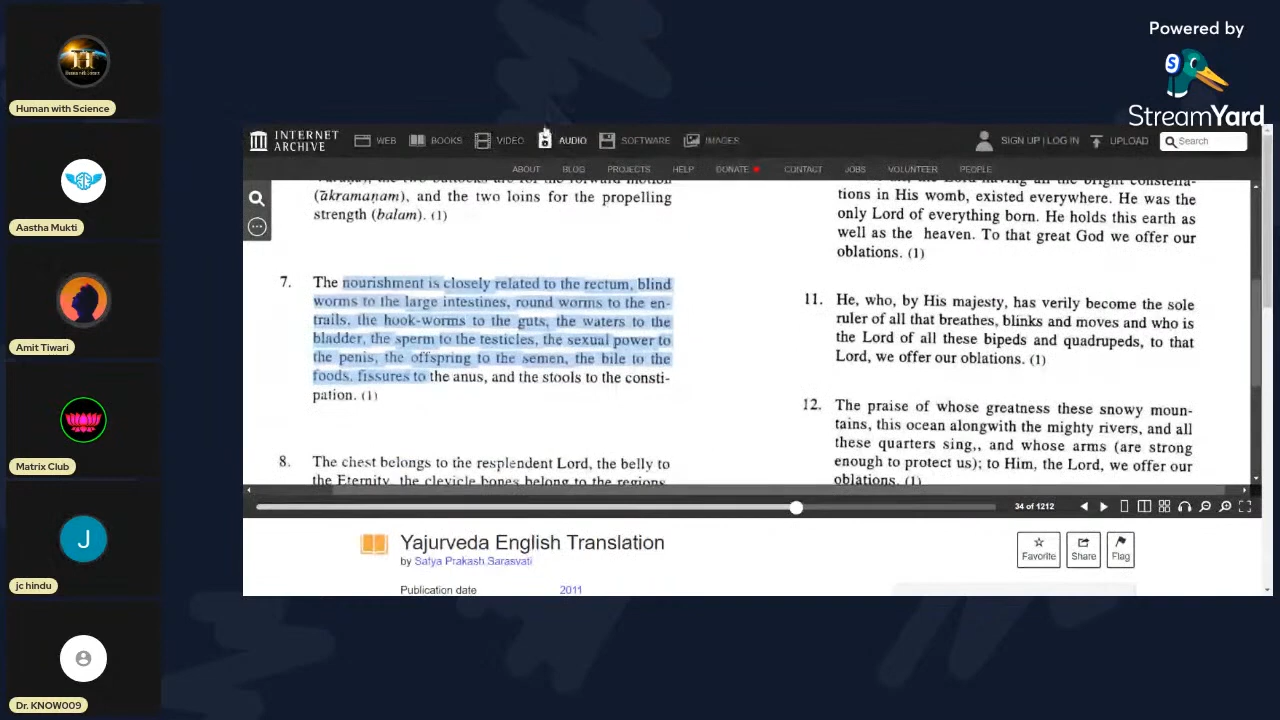 Powered by
S
StreamYard
H
Human with Science
Aastha Mukti
Amit Tiwari
Matrix Club
J
jc hindu
Dr. KNOW009
INTERNET ARCHIVE
WEB BOOKS VIDEO AUDIO SOFTWARE IMAGES
SIGN UP | LOG IN UPLOAD Search
ABOUT BLOG PROJECTS HELP DONATE CONTACT JOBS VOLUNTEER PEOPLE
(ākramaṇam), and the two loins for the propelling
strength (balam). (1)
7. The nourishment is closely related to the rectum, blind
worms to the large intestines, round worms to the en-
trails, the hook-worms to the guts, the waters to the
bladder, the sperm to the testicles, the sexual power to
the penis, the offspring to the semen, the bile to the
foods, fissures to the anus, and the stools to the consti-
pation. (1)
8. The chest belongs to the resplendent Lord, the belly to
the Eternity, the clevicle bones belong to the regions,
tions in His womb, existed everywhere. He was the
only Lord of everything born. He holds this earth as
well as the heaven. To that great God we offer our
oblations. (1)
11. He, who, by His majesty, has verily become the sole
ruler of all that breathes, blinks and moves and who is
the Lord of all these bipeds and quadrupeds, to that
Lord, we offer our oblations. (1)
12. The praise of whose greatness these snowy moun-
tains, this ocean alongwith the mighty rivers, and all
these quarters sing,, and whose arms (are strong
enough to protect us); to Him, the Lord, we offer our
oblations. (1)
34 of 1212
Yajurveda English Translation
by Satya Prakash Sarasvati
Favorite Share Flag
Publication date 2011